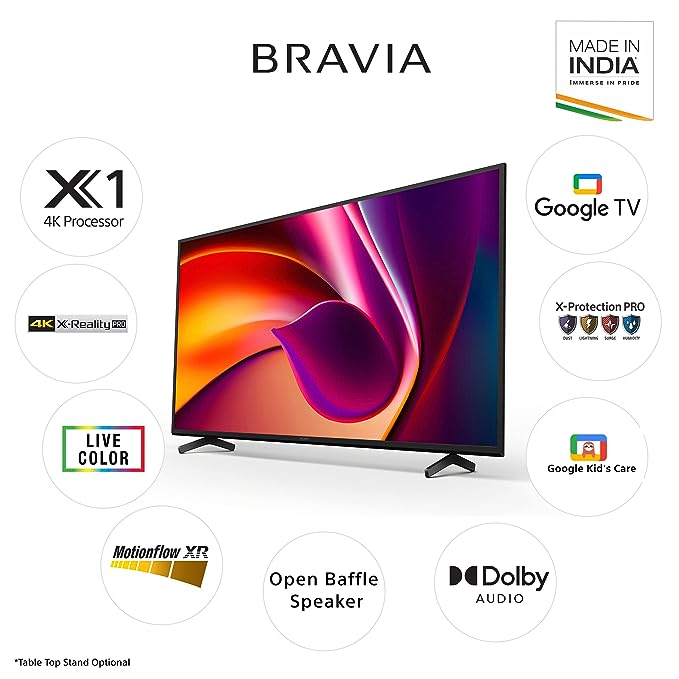 BRAVIA
MADE IN
INDIA
IMMERSE IN PRIDE
X1
4K Processor
Google TV
4K X-Reality PRO
X-Protection PRO
DUST LIGHTNING SURGE HUMIDITY
LIVE
COLOR
Google Kid's Care
Motionflow XR
Open Baffle
Speaker
Dolby
AUDIO
*Table Top Stand Optional